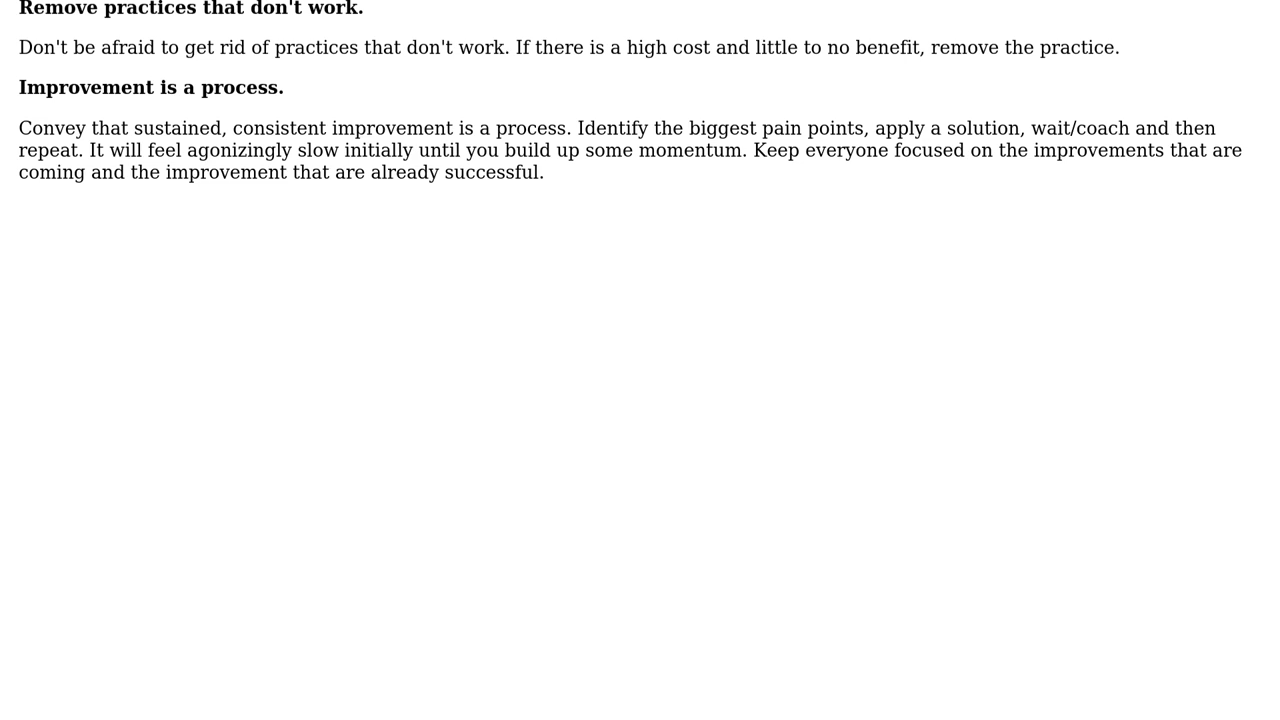 Remove practices that don't work.
Don't be afraid to get rid of practices that don't work. If there is a high cost and little to no benefit, remove the practice.
Improvement is a process.
Convey that sustained, consistent improvement is a process. Identify the biggest pain points, apply a solution, wait/coach and then
repeat. It will feel agonizingly slow initially until you build up some momentum. Keep everyone focused on the improvements that are
coming and the improvement that are already successful.